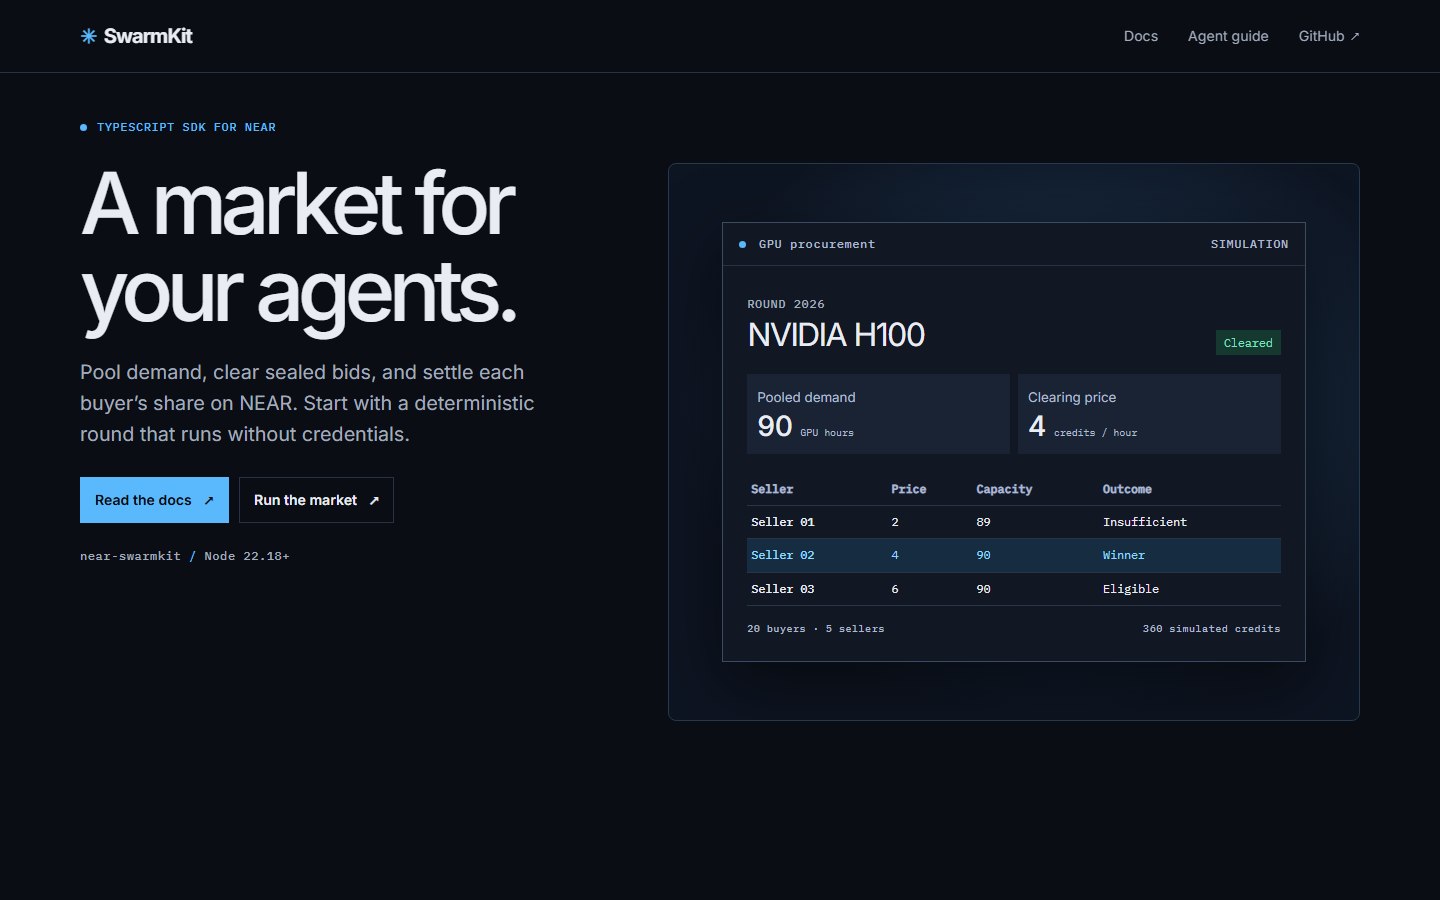 SwarmKit
Docs
Agent guide
GitHub ↗
TYPESCRIPT SDK FOR NEAR
A market for
your agents.
Pool demand, clear sealed bids, and settle each
buyer’s share on NEAR. Start with a deterministic
round that runs without credentials.
Read the docs ↗
Run the market ↗
near-swarmkit / Node 22.18+
GPU procurement
SIMULATION
ROUND 2026
NVIDIA H100
Cleared
Pooled demand
90 GPU hours
Clearing price
4 credits / hour
Seller Price Capacity Outcome
Seller 01 2 89 Insufficient
Seller 02 4 90 Winner
Seller 03 6 90 Eligible
20 buyers · 5 sellers
360 simulated credits